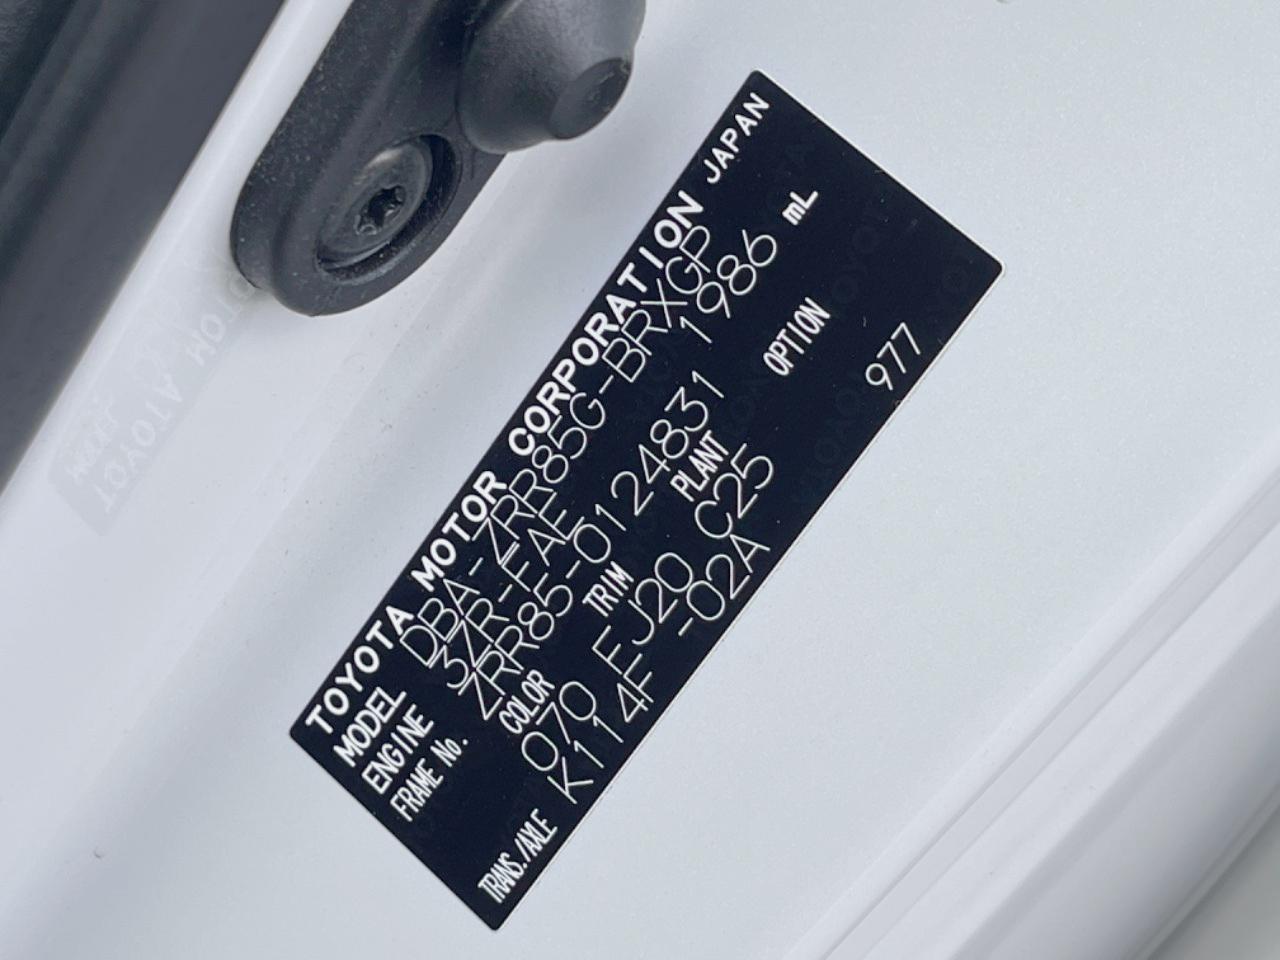 TOYOTA MOTOR CORPORATION JAPAN
MODEL DBA-ZRR85G-BRXGP
ENGINE 3ZR-FAE 1986 mL
FRAME No. ZRR85-0124831
COLOR TRIM PLANT OPTION
070 FJ20 C25 977
TRANS./AXLE K114F -02A